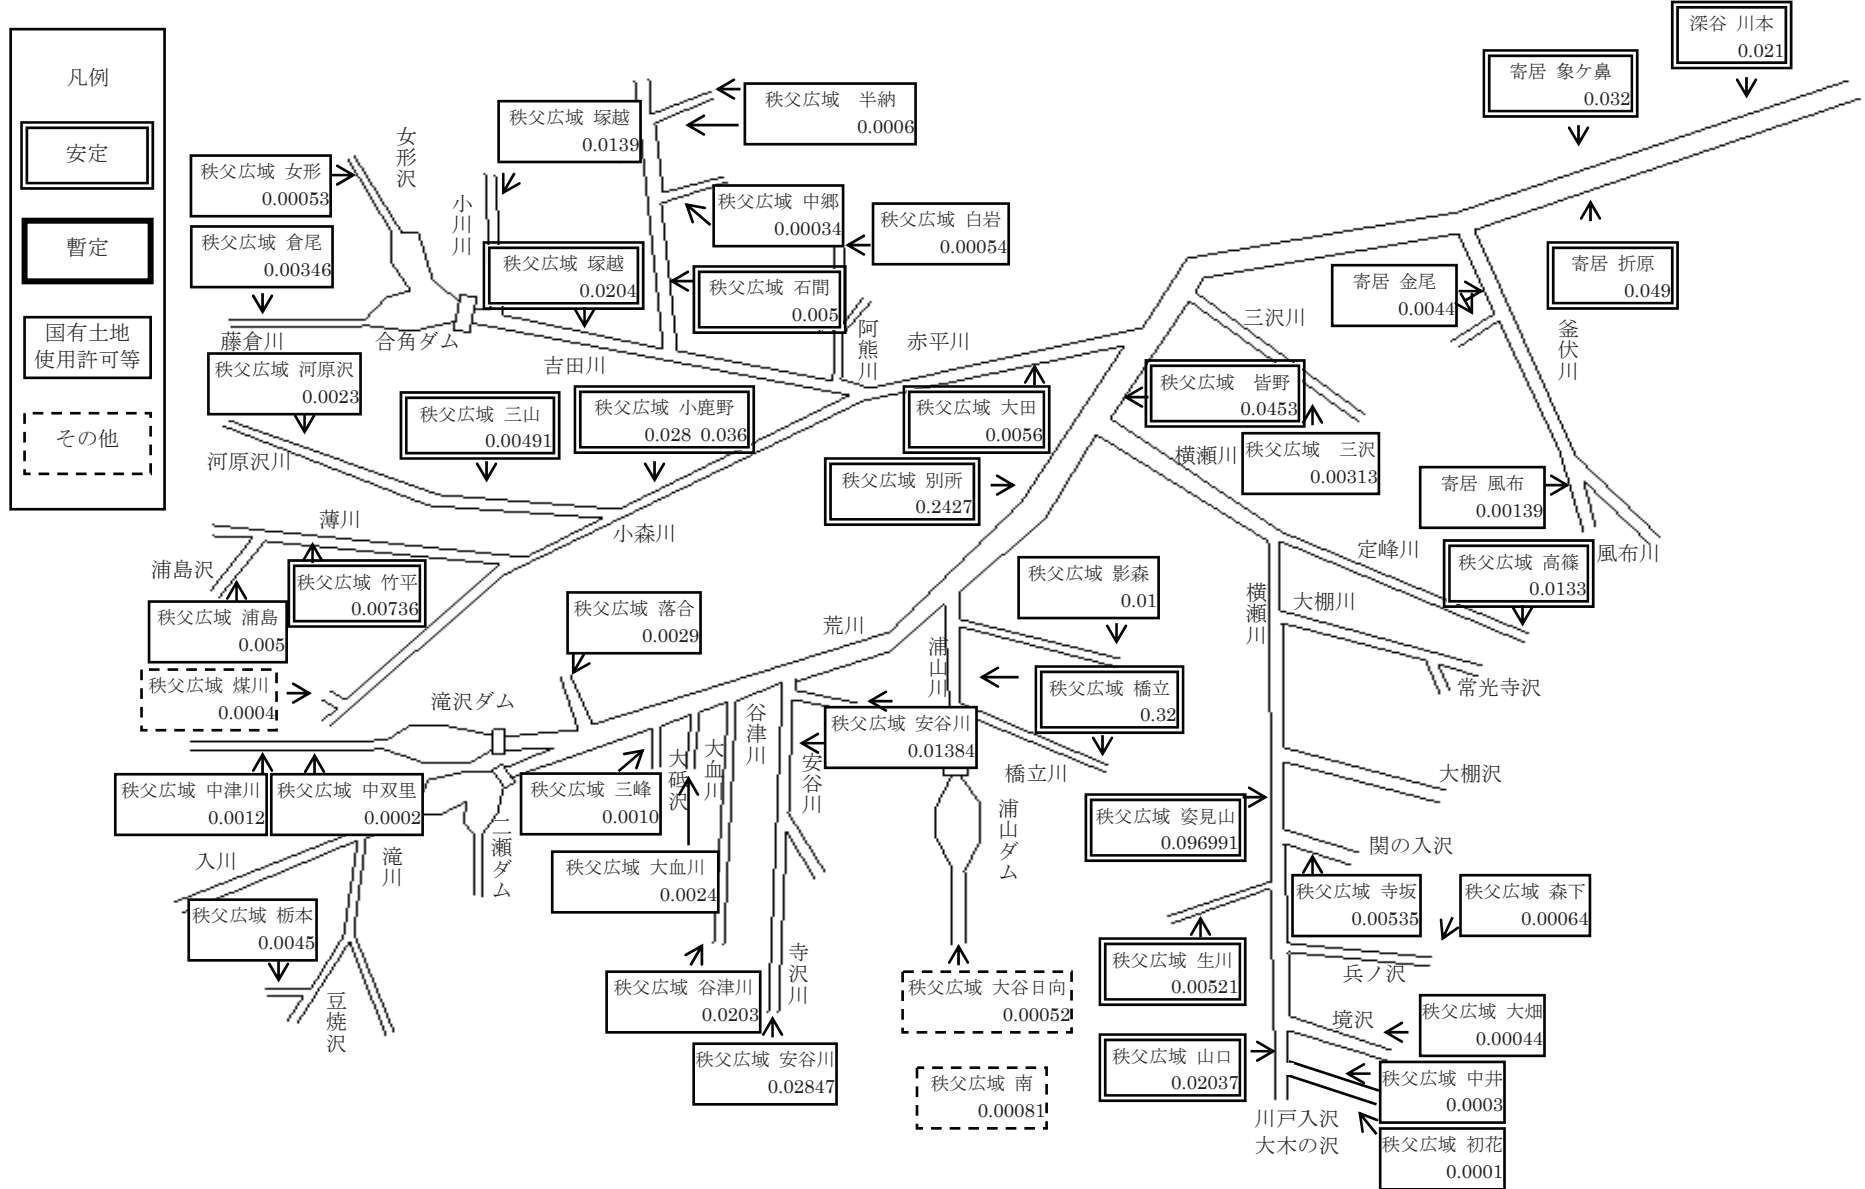 凡例
安定
暫定
国有土地
使用許可等
その他
深谷 川本
0.021
寄居 象ケ鼻
0.032
秩父広域 半納
0.0006
秩父広域 塚越
0.0139
女形沢
秩父広域 女形
0.00053
小川川
秩父広域 中郷
0.00034
秩父広域 白岩
0.00054
秩父広域 倉尾
0.00346
秩父広域 塚越
0.0204
秩父広域 石間
0.005
寄居 金尾
0.0044
寄居 折原
0.049
藤倉川
合角ダム
吉田川
阿熊川
赤平川
三沢川
釜伏川
秩父広域 河原沢
0.0023
秩父広域 三山
0.00491
秩父広域 小鹿野
0.028 0.036
秩父広域 大田
0.0056
秩父広域 皆野
0.0453
河原沢川
横瀬川
秩父広域 三沢
0.00313
秩父広域 別所
0.2427
寄居 風布
0.00139
薄川
小森川
定峰川
風布川
浦島沢
秩父広域 竹平
0.00736
秩父広域 影森
0.01
秩父広域 高篠
0.0133
秩父広域 浦島
0.005
秩父広域 落合
0.0029
荒川
浦山川
横瀬川
大棚川
秩父広域 煤川
0.0004
滝沢ダム
秩父広域 橋立
0.32
常光寺沢
谷津川
大血川
大砥沢
秩父広域 安谷川
0.01384
安谷川
橋立川
大棚沢
秩父広域 中津川
0.0012
秩父広域 中双里
0.0002
秩父広域 三峰
0.0010
二瀬ダム
浦山ダム
秩父広域 姿見山
0.096991
関の入沢
入川
滝川
秩父広域 大血川
0.0024
秩父広域 寺坂
0.00535
秩父広域 森下
0.00064
秩父広域 栃本
0.0045
豆焼沢
寺沢川
秩父広域 生川
0.00521
兵ノ沢
秩父広域 谷津川
0.0203
秩父広域 大谷日向
0.00052
境沢
秩父広域 大畑
0.00044
秩父広域 安谷川
0.02847
秩父広域 南
0.00081
秩父広域 山口
0.02037
秩父広域 中井
0.0003
川戸入沢
大木の沢
秩父広域 初花
0.0001